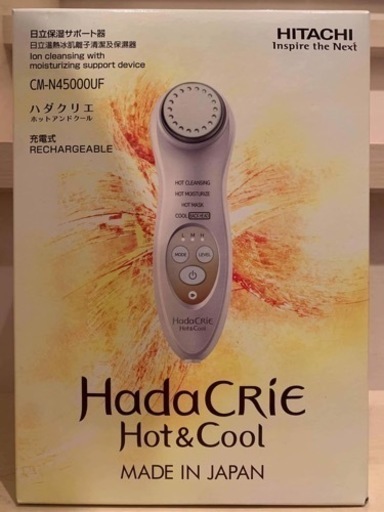 日立保湿サポート器
日立溫熱冰肌離子清潔及保濕器
Ion cleansing with
moisturizing support device
CM-N45000UF
ハダクリエ
ホットアンドクール
充電式
RECHARGEABLE
HITACHI
Inspire the Next
HOT CLEANSING
HOT MOISTURIZE
HOT MASK
COOL
L M H
MODE
LEVEL
HadaCRiE
Hot&Cool
HadaCRiE
Hot&Cool
MADE IN JAPAN